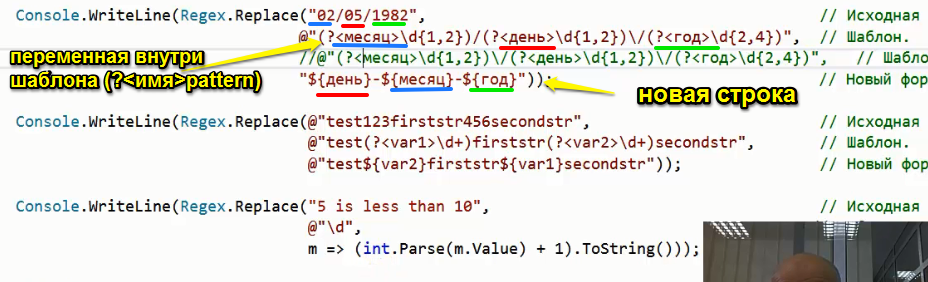 Console.WriteLine(Regex.Replace("02/05/1982", // Исходная
@"(?<месяц>\d{1,2})/(?<день>\d{1,2})\/(?<год>\d{2,4})", // Шаблон.
переменная внутри
шаблона (?<имя>pattern)
//@"(?<месяц>\d{1,2})/(?<день>\d{1,2})\/(?<год>\d{2,4})", // Шабло
"${день}-${месяц}-${год}")); // Новый фор
новая строка
Console.WriteLine(Regex.Replace(@"test123firststr456secondstr", // Исходная
@"test(?<var1>\d+)firststr(?<var2>\d+)secondstr", // Шаблон.
@"test${var2}firststr${var1}secondstr")); // Новый фор
Console.WriteLine(Regex.Replace("5 is less than 10", // Исходная
@"\d", // Шаблон.
m => (int.Parse(m.Value) + 1).ToString()));